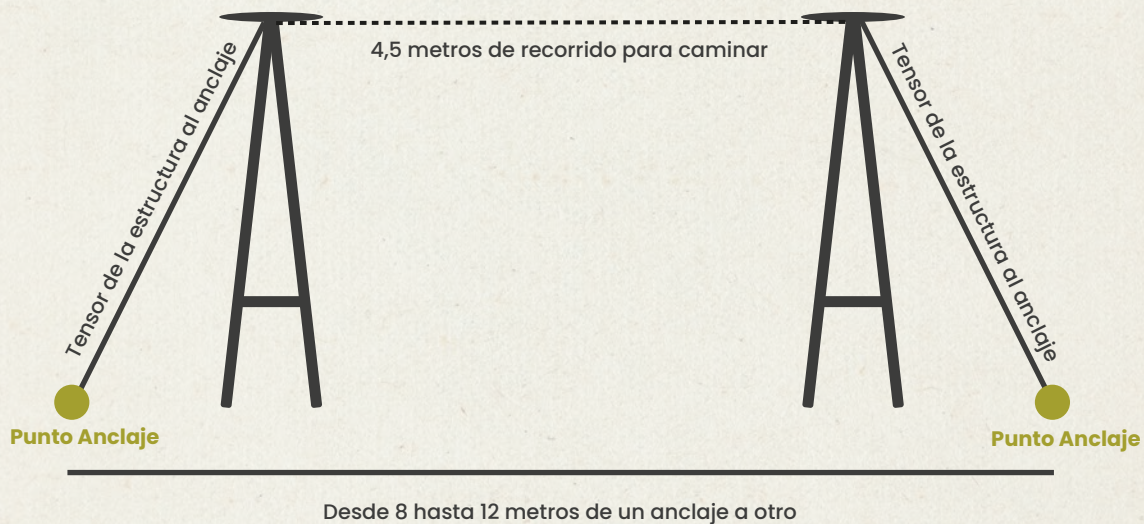 4,5 metros de recorrido para caminar
Tensor de la estructura al anclaje
Tensor de la estructura al anclaje
Punto Anclaje
Punto Anclaje
Desde 8 hasta 12 metros de un anclaje a otro